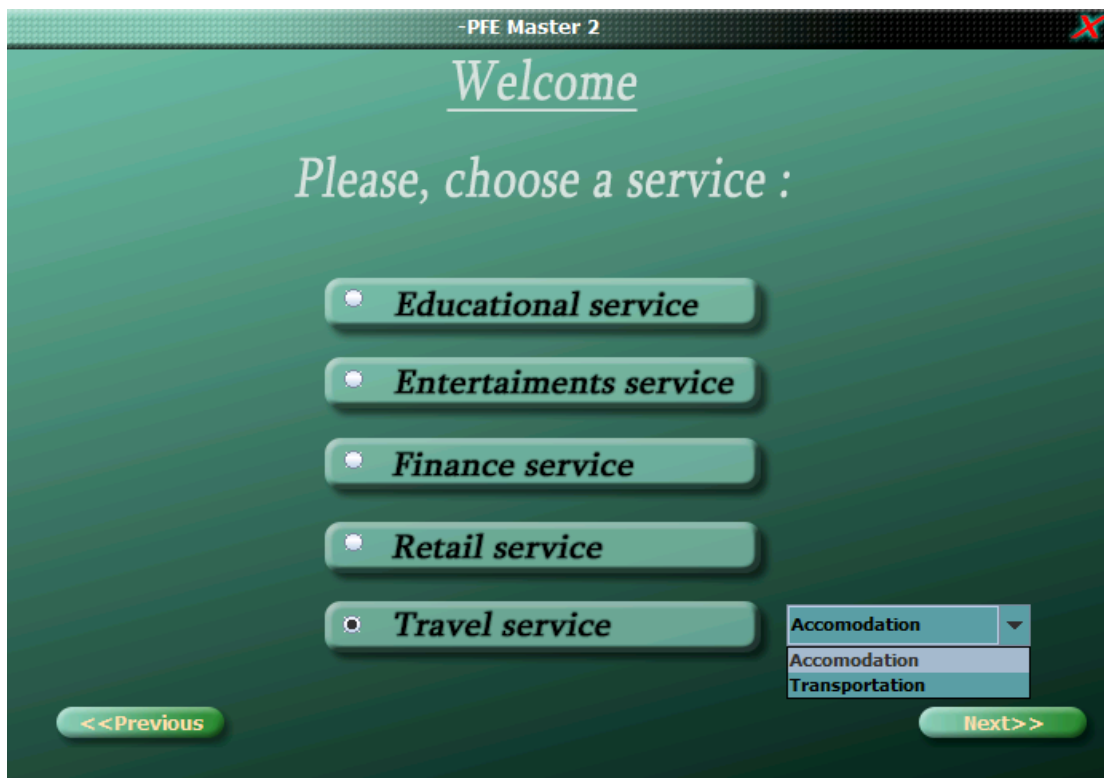 -PFE Master 2
X
Welcome
Please, choose a service :
Educational service
Entertaiments service
Finance service
Retail service
Travel service
Accomodation
Accomodation
Transportation
<<Previous
Next>>